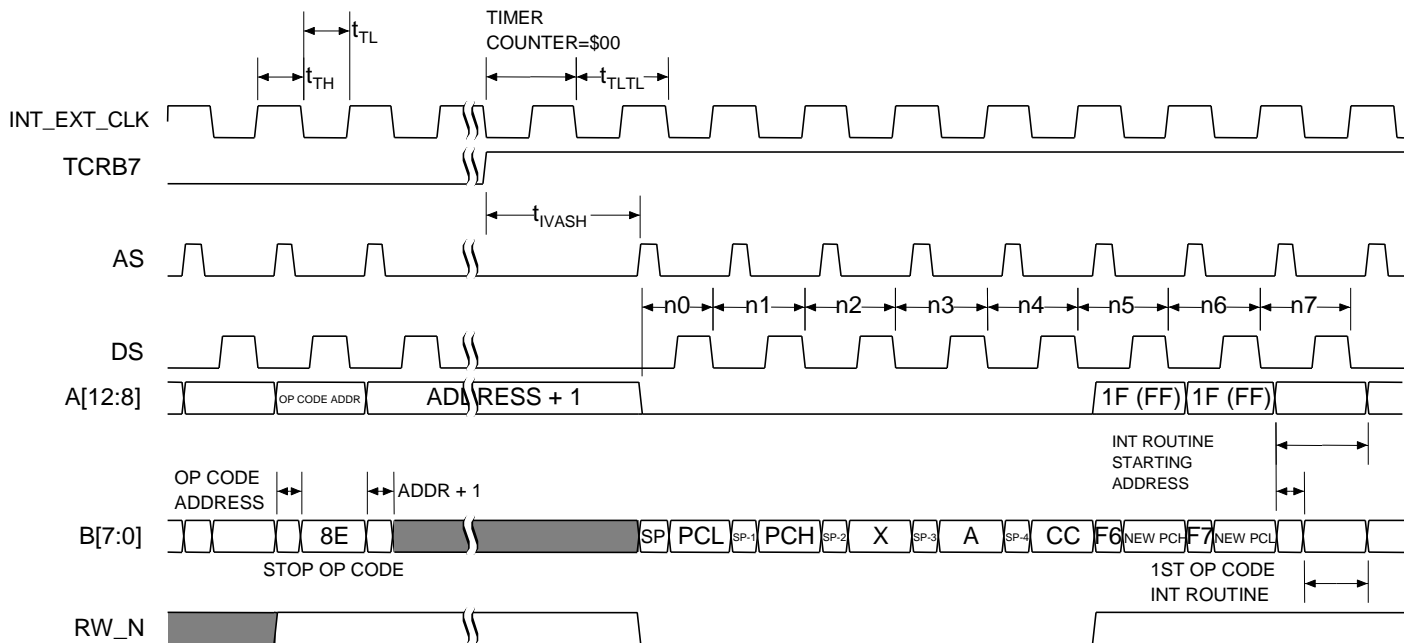 TIMER
COUNTER=$00
tTL
tTH
tTLTL
INT_EXT_CLK
TCRB7
tIVASH
AS
n0 n1 n2 n3 n4 n5 n6 n7
DS
A[12:8] OP CODE ADDR ADDRESS + 1 1F (FF) 1F (FF)
INT ROUTINE
STARTING
ADDRESS
OP CODE
ADDRESS
ADDR + 1
B[7:0] 8E SP PCL SP-1 PCH SP-2 X SP-3 A SP-4 CC F6 NEW PCH F7 NEW PCL
STOP OP CODE
1ST OP CODE
INT ROUTINE
RW_N